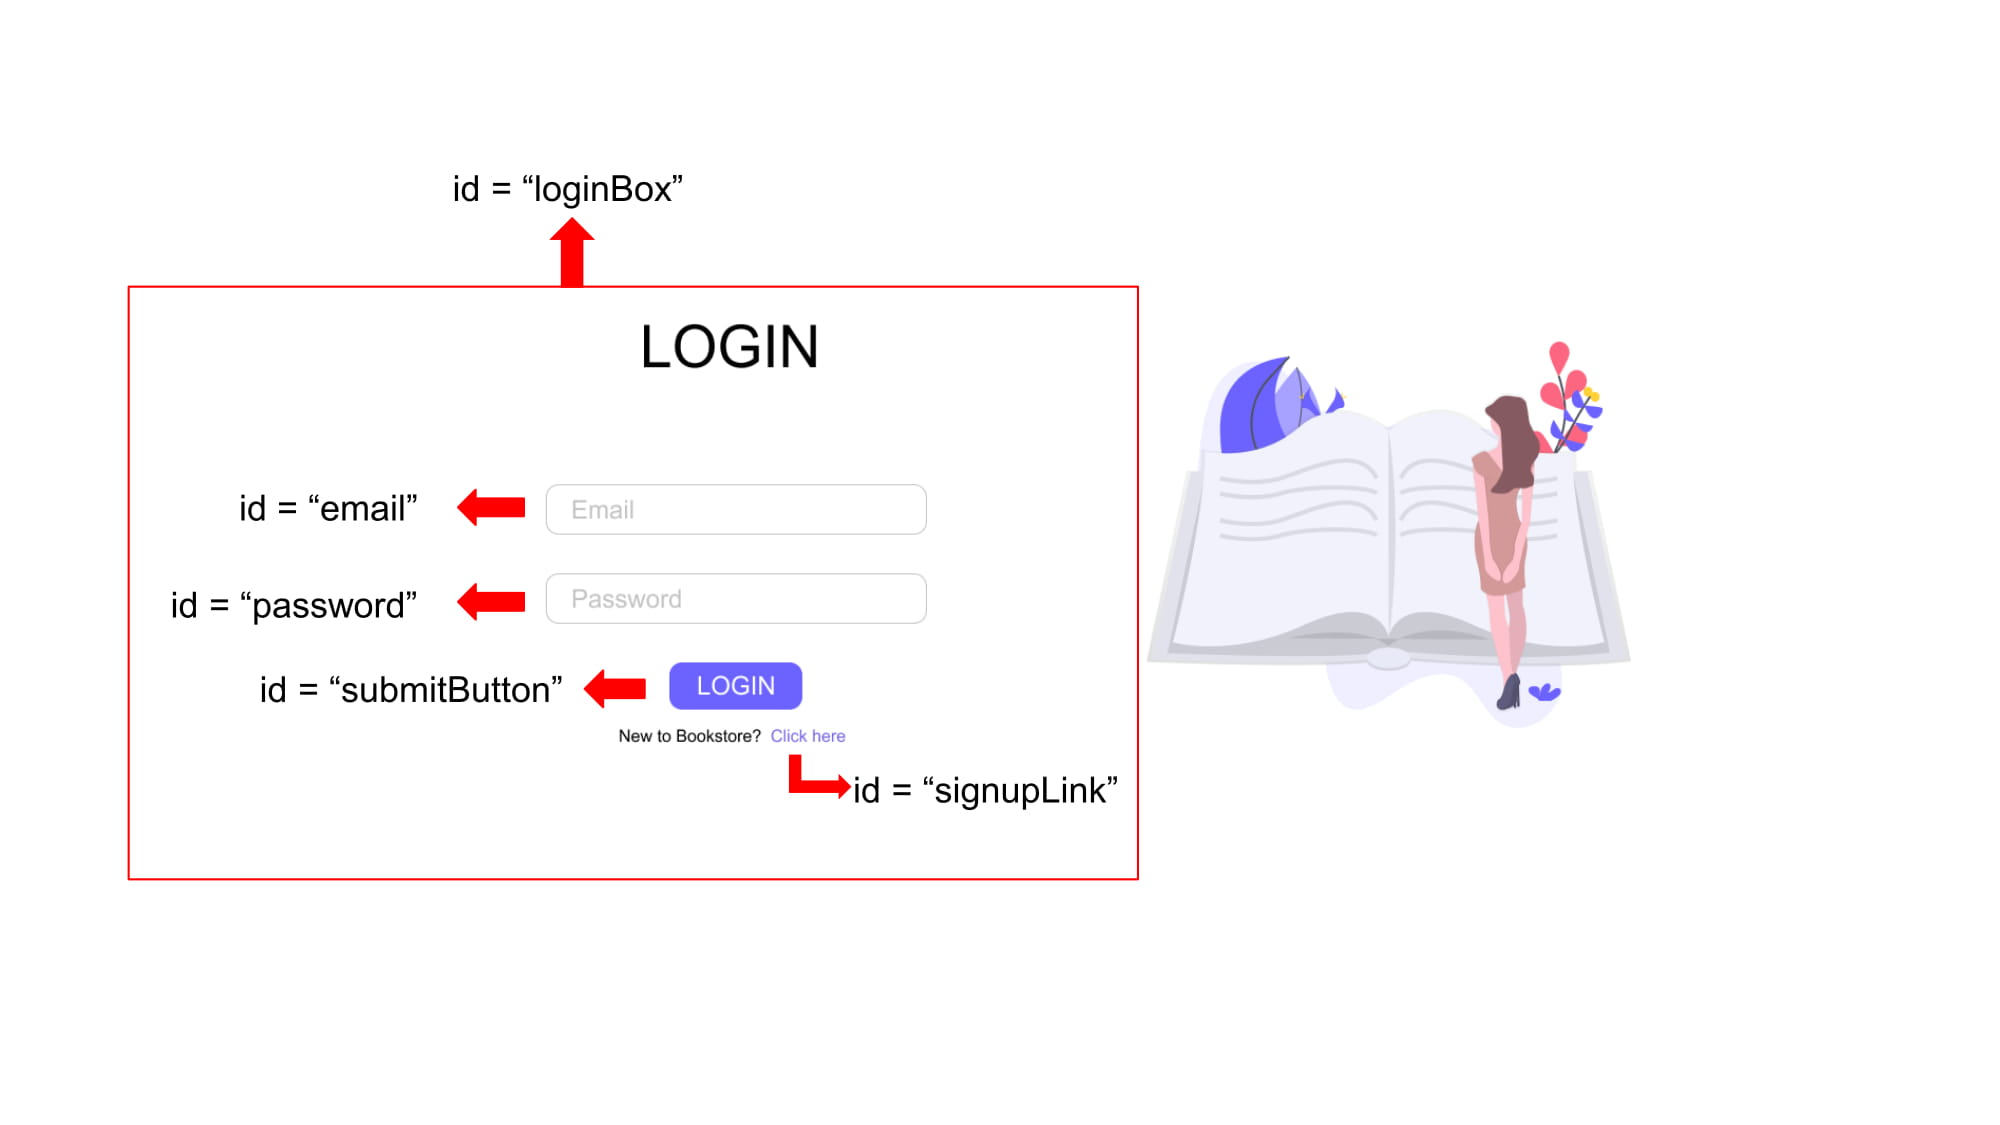 id = “loginBox”
LOGIN
id = “email”
Email
id = “password”
Password
id = “submitButton”
LOGIN
New to Bookstore? Click here
id = “signupLink”